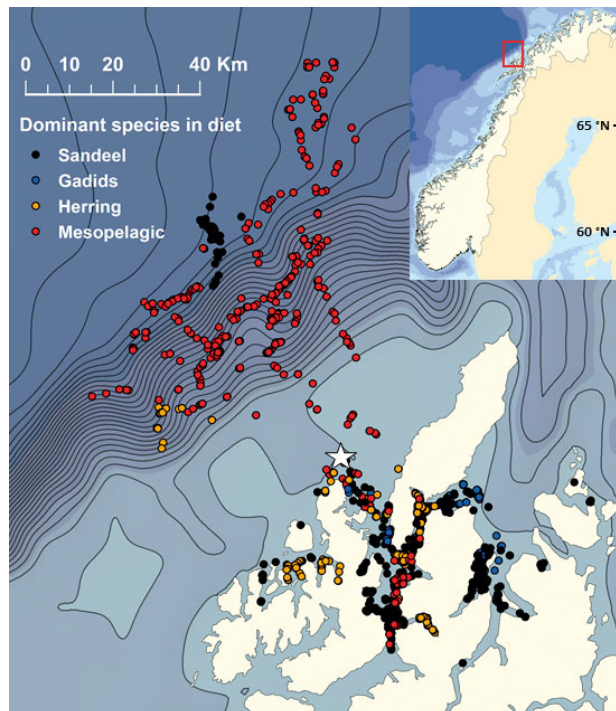 0 10 20 40 Km
Dominant species in diet
Sandeel
Gadids
Herring
Mesopelagic
65 °N
60 °N